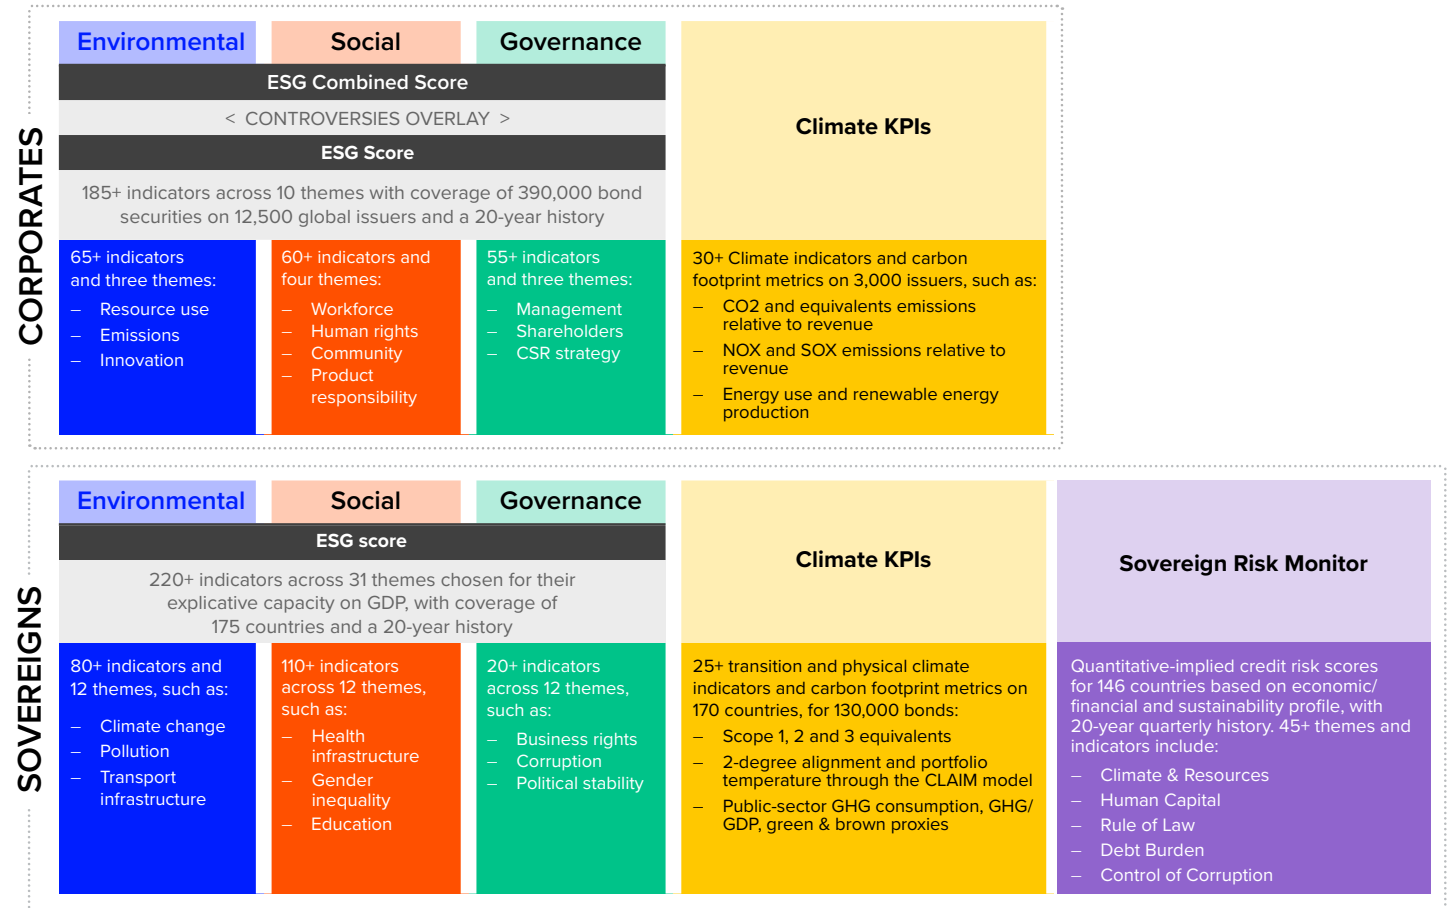 CORPORATES
Environmental
Social
Governance
ESG Combined Score
< CONTROVERSIES OVERLAY >
ESG Score
185+ indicators across 10 themes with coverage of 390,000 bond
securities on 12,500 global issuers and a 20-year history
65+ indicators
and three themes:
– Resource use
– Emissions
– Innovation
60+ indicators and
four themes:
– Workforce
– Human rights
– Community
– Product
responsibility
55+ indicators
and three themes:
– Management
– Shareholders
– CSR strategy
Climate KPIs
30+ Climate indicators and carbon
footprint metrics on 3,000 issuers, such as:
– CO2 and equivalents emissions
relative to revenue
– NOX and SOX emissions relative to
revenue
– Energy use and renewable energy
production
SOVEREIGNS
Environmental
Social
Governance
ESG score
220+ indicators across 31 themes chosen for their
explicative capacity on GDP, with coverage of
175 countries and a 20-year history
80+ indicators and
12 themes, such as:
– Climate change
– Pollution
– Transport
infrastructure
110+ indicators
across 12 themes,
such as:
– Health
infrastructure
– Gender
inequality
– Education
20+ indicators
across 12 themes,
such as:
– Business rights
– Corruption
– Political stability
Climate KPIs
25+ transition and physical climate
indicators and carbon footprint metrics on
170 countries, for 130,000 bonds:
– Scope 1, 2 and 3 equivalents
– 2-degree alignment and portfolio
temperature through the CLAIM model
– Public-sector GHG consumption, GHG/
GDP, green & brown proxies
Sovereign Risk Monitor
Quantitative-implied credit risk scores
for 146 countries based on economic/
financial and sustainability profile, with
20-year quarterly history. 45+ themes and
indicators include:
– Climate & Resources
– Human Capital
– Rule of Law
– Debt Burden
– Control of Corruption